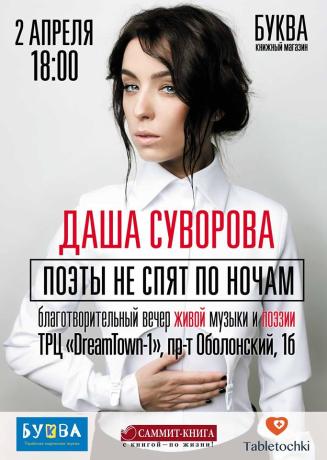 2 АПРЕЛЯ
18:00
БУКВА
КНИЖНЫЙ МАГАЗИН
ДАША СУВОРОВА
ПОЭТЫ НЕ СПЯТ ПО НОЧАМ
благотворительный вечер живой музыки и поэзии
ТРЦ «DreamTown-1», пр-т Оболонский, 1б
БУКВА
САММИТ-КНИГА
с книгой — по жизни!
Tabletochki